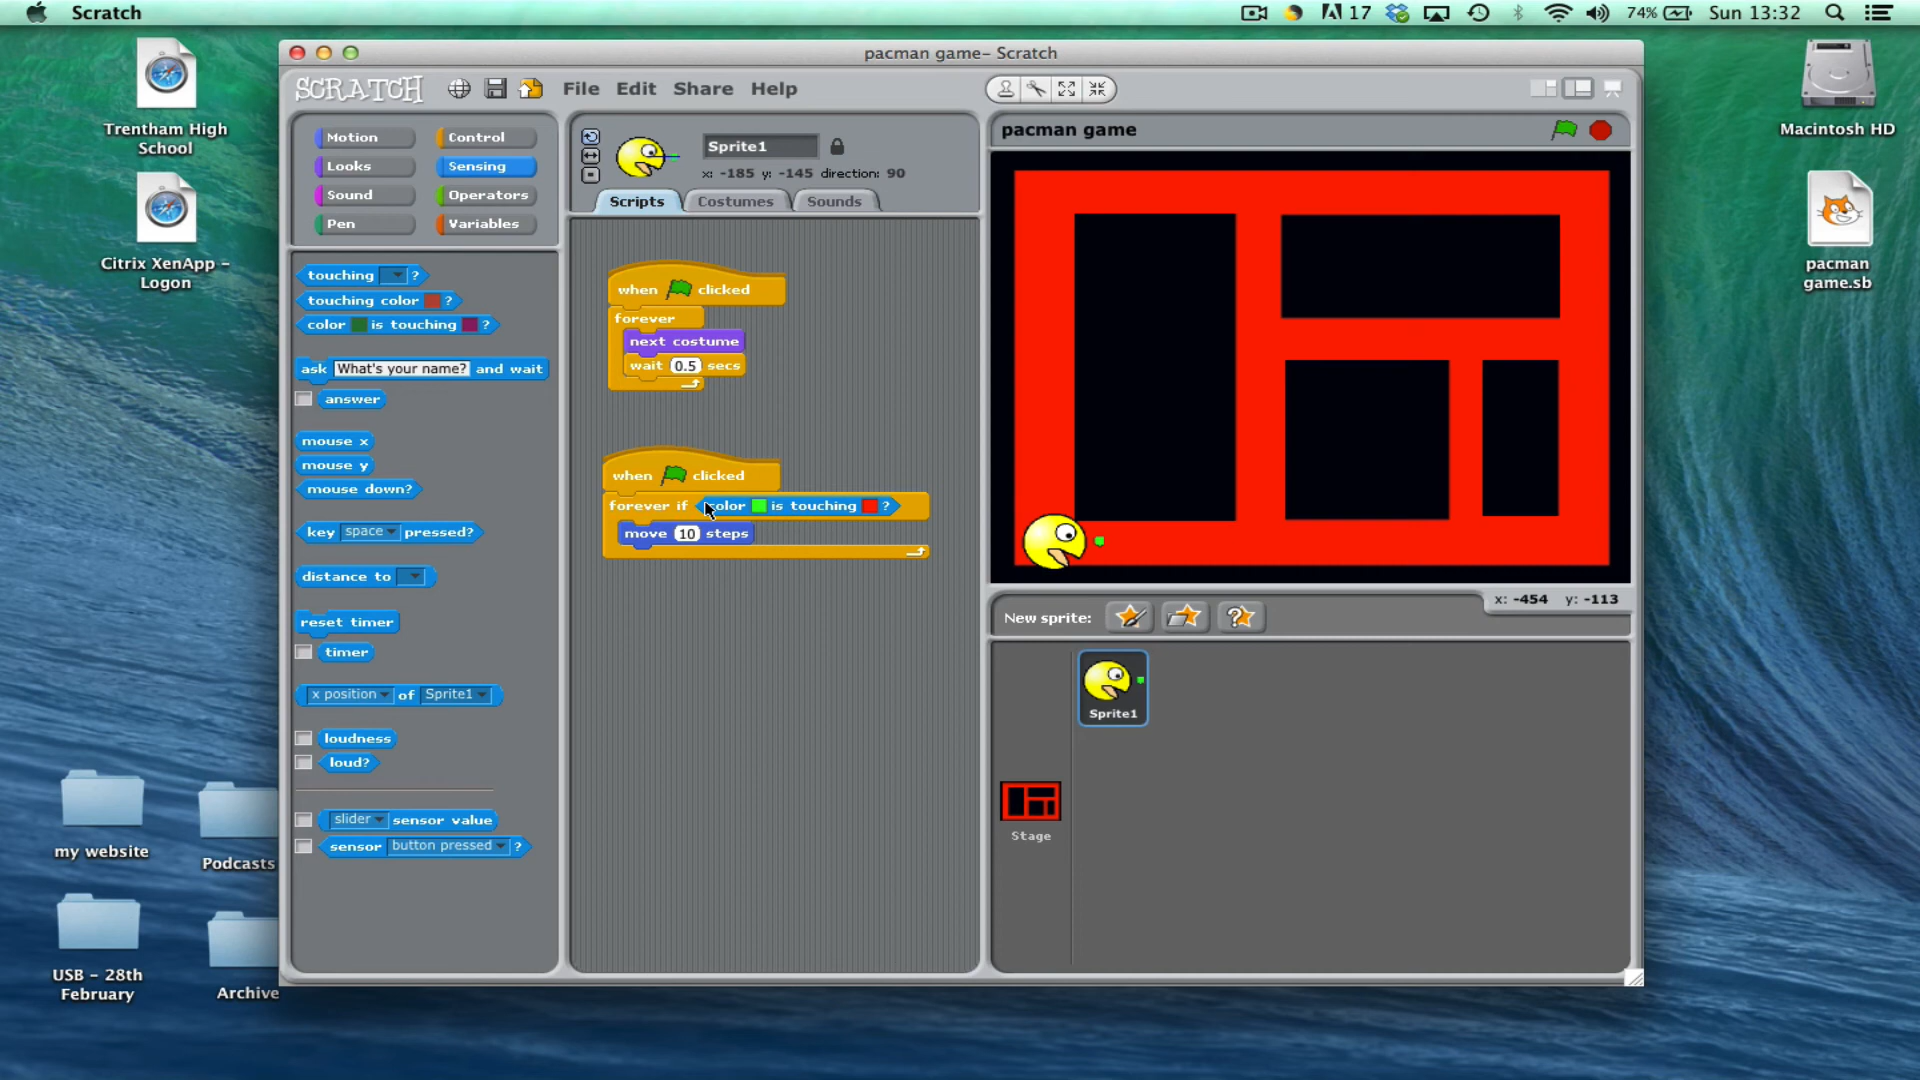 Scratch
17
74%
Sun 13:32
pacman game– Scratch
SCRATCH
File
Edit
Share
Help
Trentham High
School
Citrix XenApp –
Logon
Macintosh HD
pacman
game.sb
Motion
Control
Looks
Sensing
Sound
Operators
Pen
Variables
Sprite1
x: -185 y: -145 direction: 90
Scripts
Costumes
Sounds
pacman game
touching ?
touching color ?
color is touching ?
ask What's your name? and wait
answer
mouse x
mouse y
mouse down?
key space pressed?
distance to
reset timer
timer
x position of Sprite1
loudness
loud?
slider sensor value
sensor button pressed ?
when clicked
forever
next costume
wait 0.5 secs
when clicked
forever if color is touching ?
move 10 steps
x: -454 y: -113
New sprite:
Sprite1
Stage
my website
Podcasts
USB – 28th
February
Archive